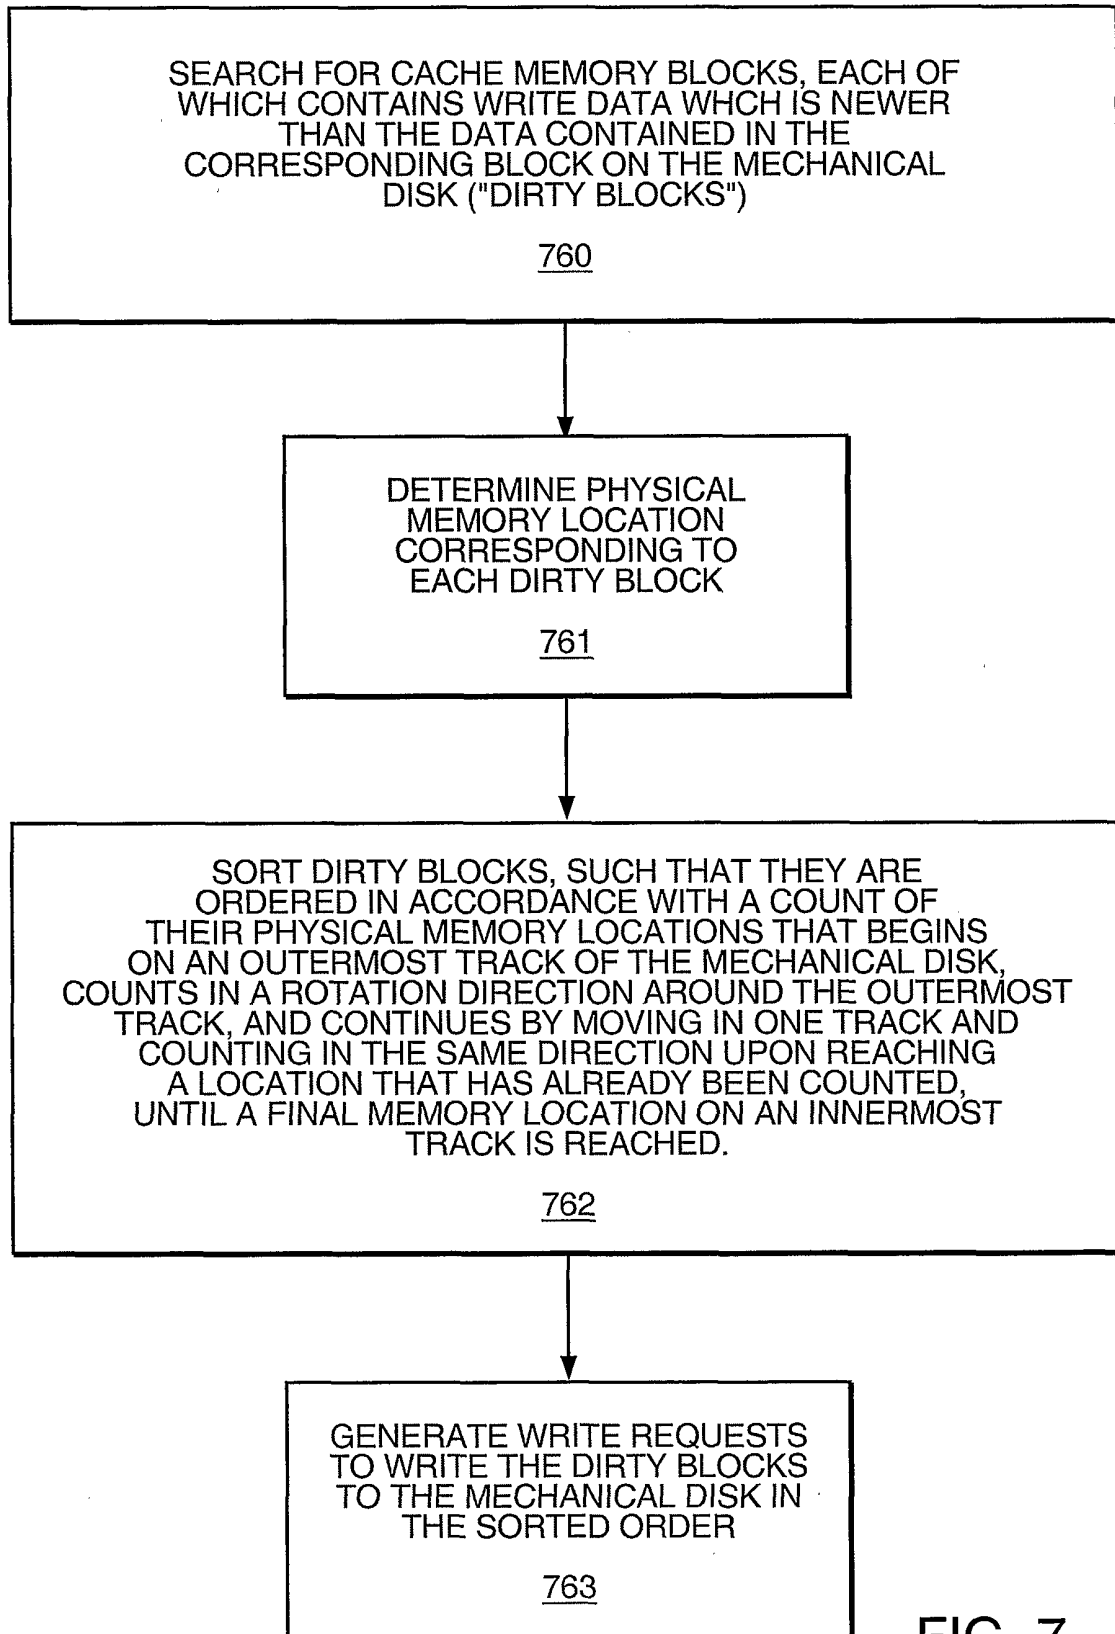 SEARCH FOR CACHE MEMORY BLOCKS, EACH OF
WHICH CONTAINS WRITE DATA WHCH IS NEWER
THAN THE DATA CONTAINED IN THE
CORRESPONDING BLOCK ON THE MECHANICAL
DISK ("DIRTY BLOCKS")
760
DETERMINE PHYSICAL
MEMORY LOCATION
CORRESPONDING TO
EACH DIRTY BLOCK
761
SORT DIRTY BLOCKS, SUCH THAT THEY ARE
ORDERED IN ACCORDANCE WITH A COUNT OF
THEIR PHYSICAL MEMORY LOCATIONS THAT BEGINS
ON AN OUTERMOST TRACK OF THE MECHANICAL DISK,
COUNTS IN A ROTATION DIRECTION AROUND THE OUTERMOST
TRACK, AND CONTINUES BY MOVING IN ONE TRACK AND
COUNTING IN THE SAME DIRECTION UPON REACHING
A LOCATION THAT HAS ALREADY BEEN COUNTED,
UNTIL A FINAL MEMORY LOCATION ON AN INNERMOST
TRACK IS REACHED.
762
GENERATE WRITE REQUESTS
TO WRITE THE DIRTY BLOCKS
TO THE MECHANICAL DISK IN
THE SORTED ORDER
763
FIG. 7